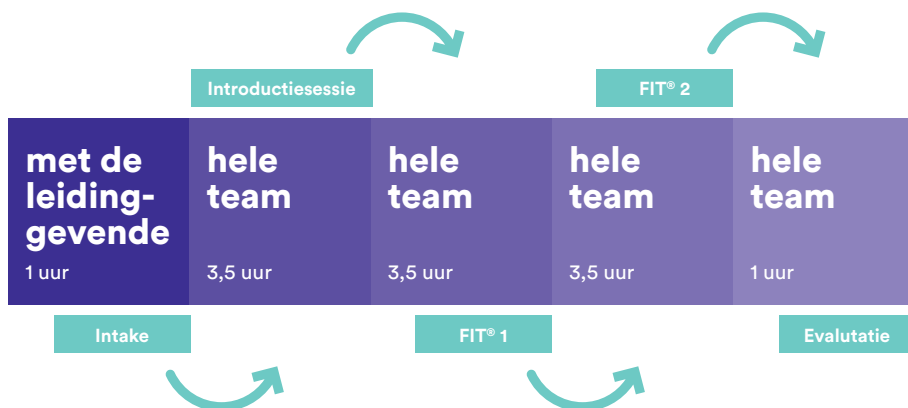 Introductiesessie
FIT® 2
met de
leiding-
gevende
1 uur
hele
team
3,5 uur
hele
team
3,5 uur
hele
team
3,5 uur
hele
team
1 uur
Intake
FIT® 1
Evalutatie